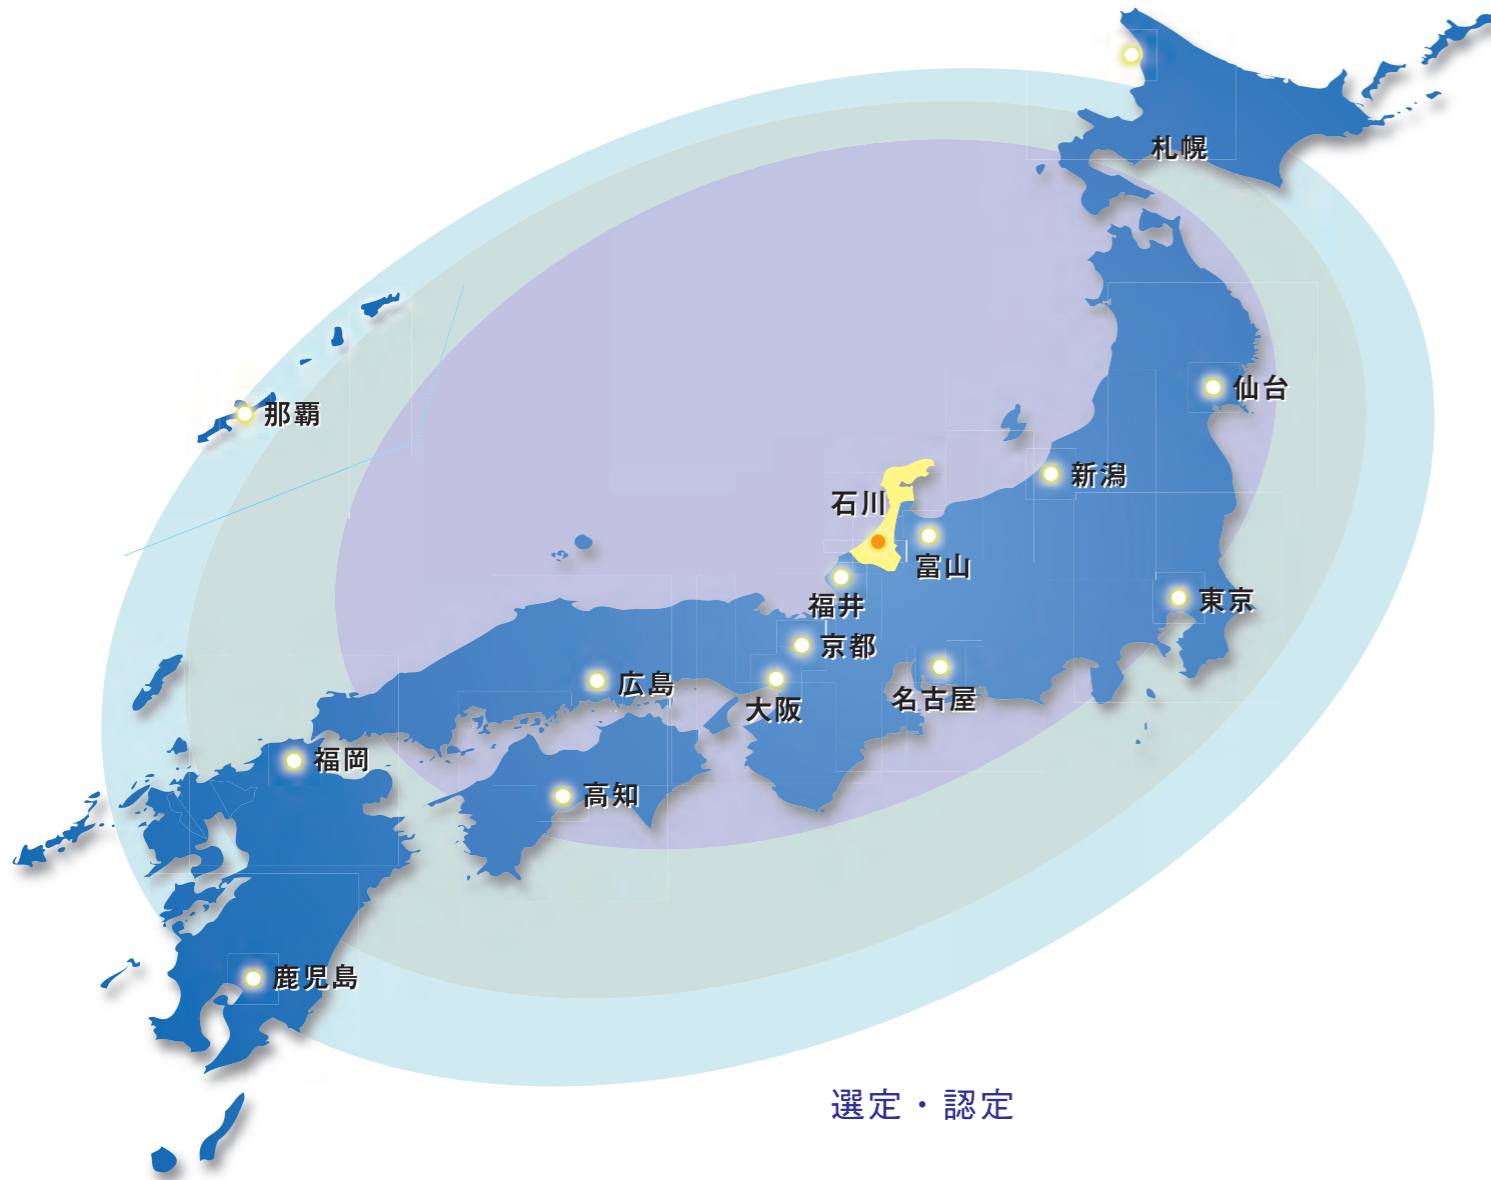 札幌
仙台
那覇
新潟
石川
富山
福井
東京
京都
広島
名古屋
大阪
福岡
高知
鹿児島
選定・認定